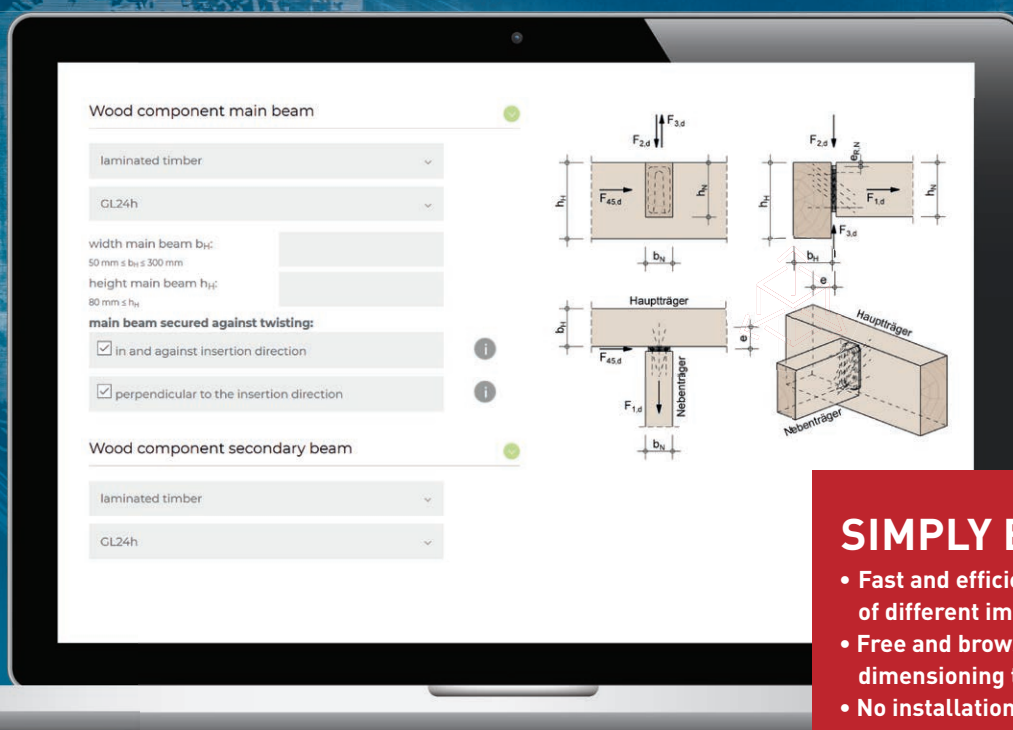 Wood component main beam
laminated timber
GL24h
width main beam bH:
50 mm ≤ bH ≤ 300 mm
height main beam hH:
80 mm ≤ hH
main beam secured against twisting:
in and against insertion direction
i
perpendicular to the insertion direction
i
Wood component secondary beam
laminated timber
GL24h
F2,d
F3,d
hH
F45,d
hN
bN
F2,d
eR,N
hH
F1,d
hN
F3,d
bH
e
Hauptträger
bH
e
F45,d
Nebenträger
F1,d
bN
Hauptträger
Nebenträger
SIMPLY
• Fast and
of different
• Free and
dimensioning
• No installation